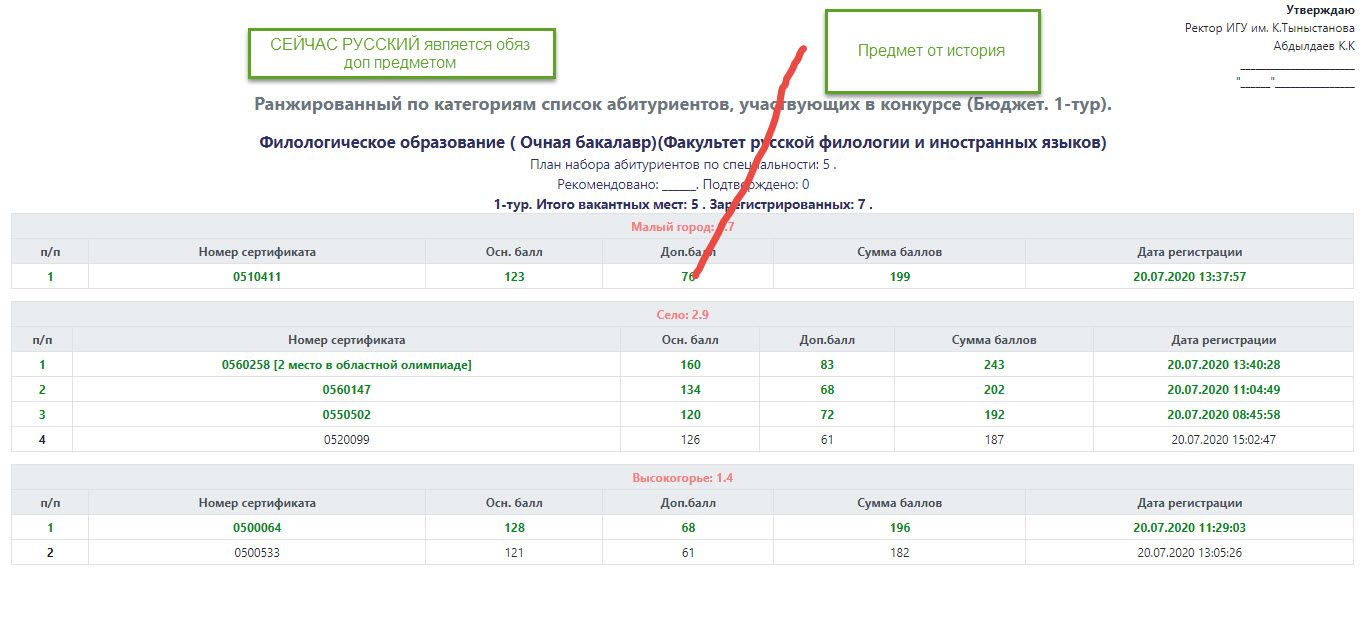 Утверждаю
Ректор ИГУ им. К.Тыныстанова
Абдылдаев К.К
"______"________________
СЕЙЧАС РУССКИЙ является обяз
доп предметом
Предмет от история
Ранжированный по категориям список абитуриентов, участвующих в конкурсе (Бюджет. 1-тур).
Филологическое образование ( Очная бакалавр)(Факультет русской филологии и иностранных языков)
План набора абитуриентов по специальности: 5 .
Рекомендовано: ______. Подтверждено: 0
1-тур. Итого вакантных мест: 5 . Зарегистрированных: 7 .
Малый город: .7
п/п Номер сертификата Осн. балл Доп.балл Сумма баллов Дата регистрации
1 0510411 123 76 199 20.07.2020 13:37:57
Село: 2.9
п/п Номер сертификата Осн. балл Доп.балл Сумма баллов Дата регистрации
1 0560258 [2 место в областной олимпиаде] 160 83 243 20.07.2020 13:40:28
2 0560147 134 68 202 20.07.2020 11:04:49
3 0550502 120 72 192 20.07.2020 08:45:58
4 0520099 126 61 187 20.07.2020 15:02:47
Высокогорье: 1.4
п/п Номер сертификата Осн. балл Доп.балл Сумма баллов Дата регистрации
1 0500064 128 68 196 20.07.2020 11:29:03
2 0500533 121 61 182 20.07.2020 13:05:26